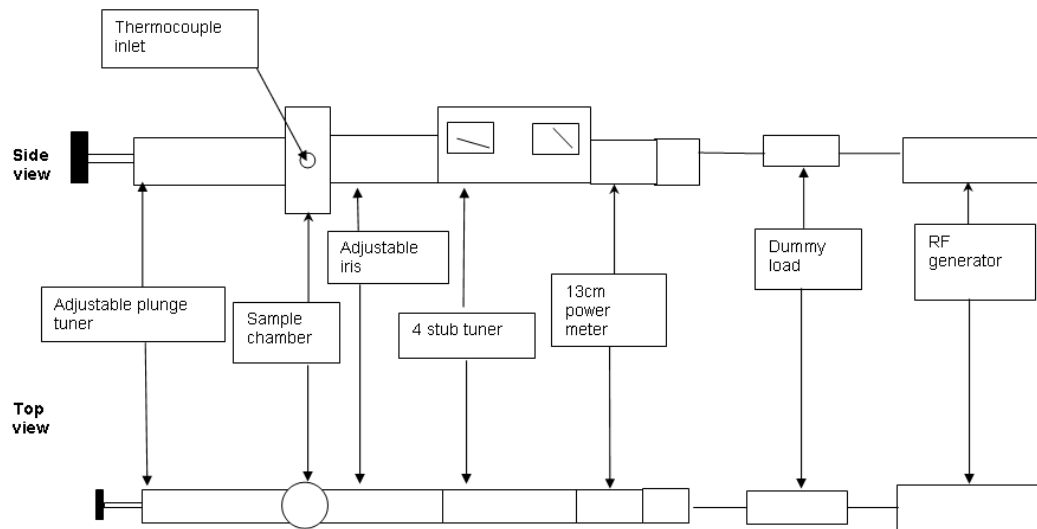 Thermocouple
inlet
Side
view
Adjustable
iris
Dummy
load
RF
generator
Adjustable plunge
tuner
Sample
chamber
4 stub tuner
13cm
power
meter
Top
view